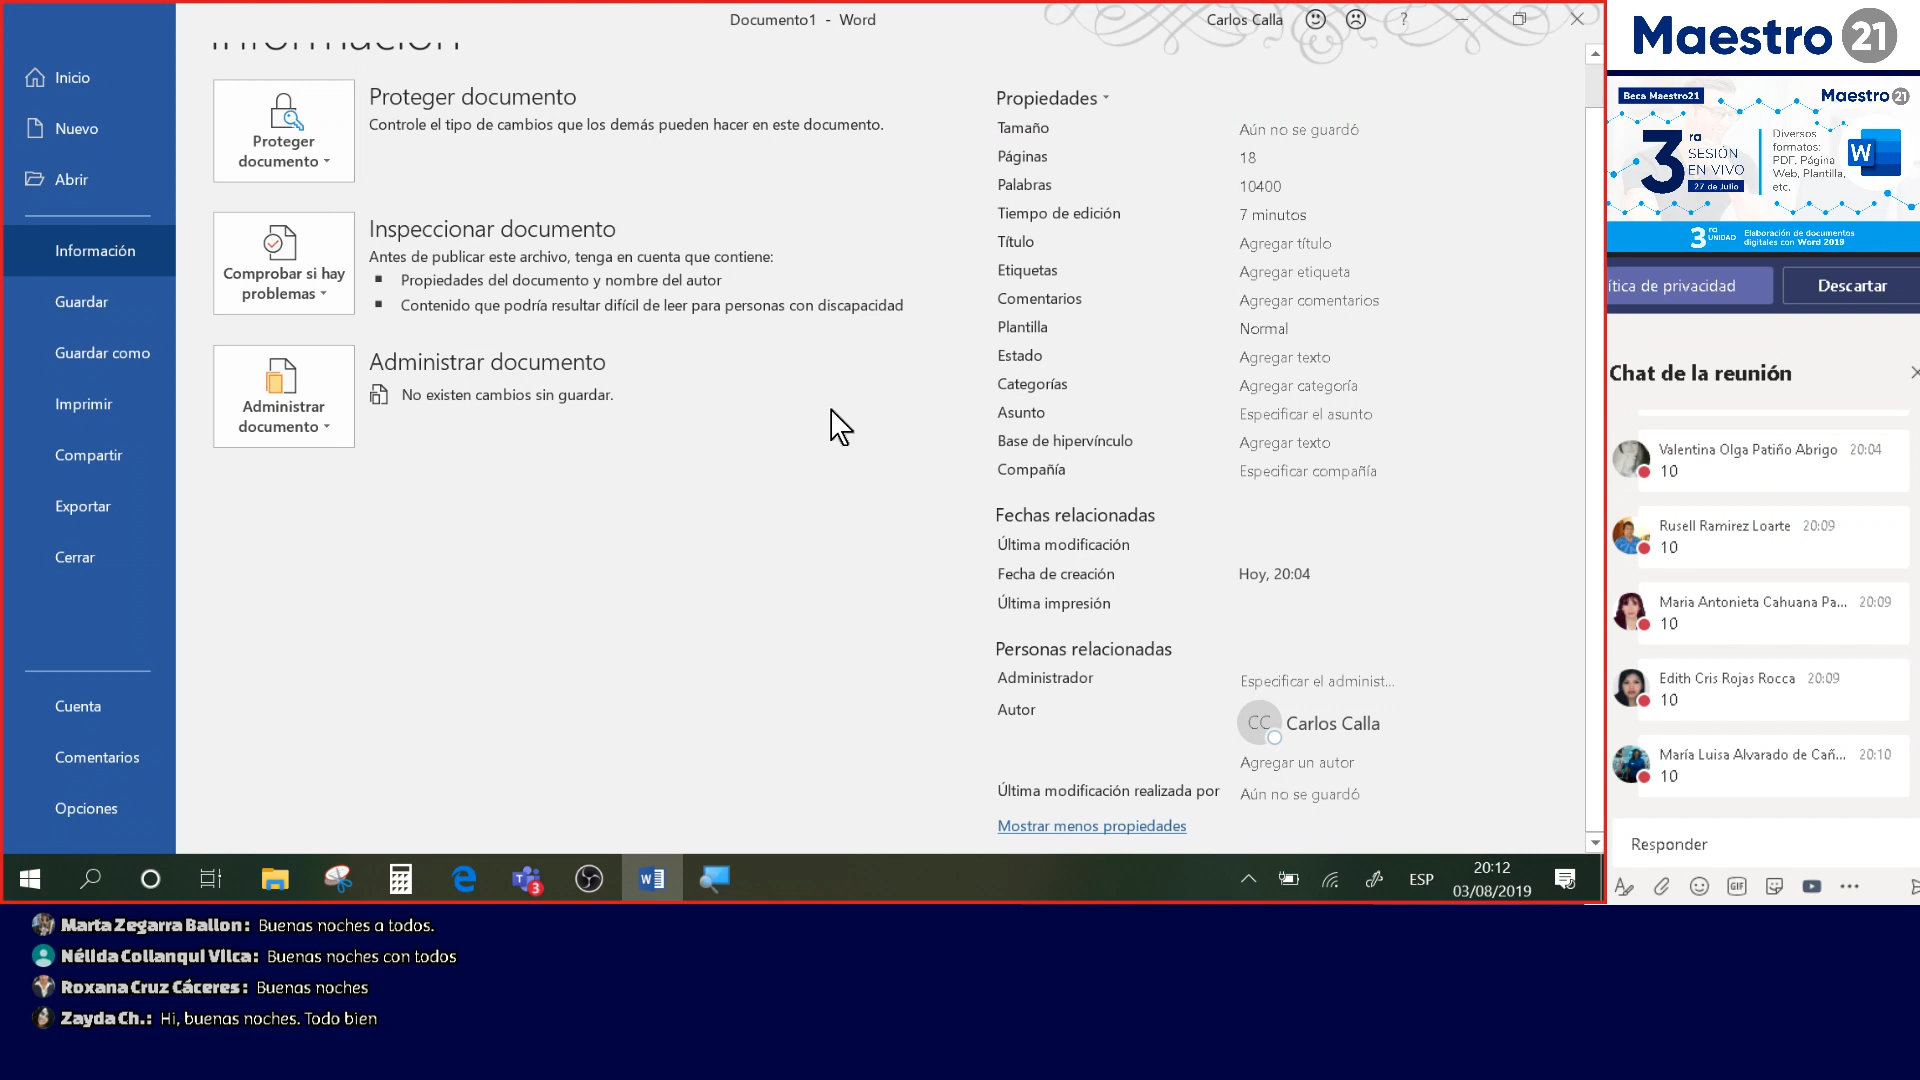 Documento1 - Word
Carlos Calla
?
Inicio
Nuevo
Abrir
Información
Guardar
Guardar como
Imprimir
Compartir
Exportar
Cerrar
Cuenta
Comentarios
Opciones
Información
Proteger documento
Proteger documento
Controle el tipo de cambios que los demás pueden hacer en este documento.
Comprobar si hay problemas
Inspeccionar documento
Antes de publicar este archivo, tenga en cuenta que contiene:
Propiedades del documento y nombre del autor
Contenido que podría resultar difícil de leer para personas con discapacidad
Administrar documento
Administrar documento
No existen cambios sin guardar.
Propiedades
Tamaño Aún no se guardó
Páginas 18
Palabras 10400
Tiempo de edición 7 minutos
Título Agregar título
Etiquetas Agregar etiqueta
Comentarios Agregar comentarios
Plantilla Normal
Estado Agregar texto
Categorías Agregar categoría
Asunto Especificar el asunto
Base de hipervínculo Agregar texto
Compañía Especificar compañía
Fechas relacionadas
Última modificación
Fecha de creación Hoy, 20:04
Última impresión
Personas relacionadas
Administrador Especificar el administ...
Autor CC Carlos Calla
Agregar un autor
Última modificación realizada por Aún no se guardó
Mostrar menos propiedades
3
ESP
20:12
03/08/2019
Maestro 21
Beca Maestro21
Maestro 21
3ra SESIÓN EN VIVO
27 de Julio
Diversos
formatos:
PDF, Página
Web, Plantilla,
etc.
W
3RA UNIDAD
Elaboración de documentos
digitales con Word 2019
ítica de privacidad
Descartar
Chat de la reunión
Valentina Olga Patiño Abrigo 20:04
10
Rusell Ramirez Loarte 20:09
10
Maria Antonieta Cahuana Pa... 20:09
10
Edith Cris Rojas Rocca 20:09
10
María Luisa Alvarado de Cañ... 20:10
10
Responder
GIF
Marta Zegarra Ballon: Buenas noches a todos.
Nélida Collanqui Vilca: Buenas noches con todos
Roxana Cruz Cáceres: Buenas noches
Zayda Ch.: Hi, buenas noches. Todo bien